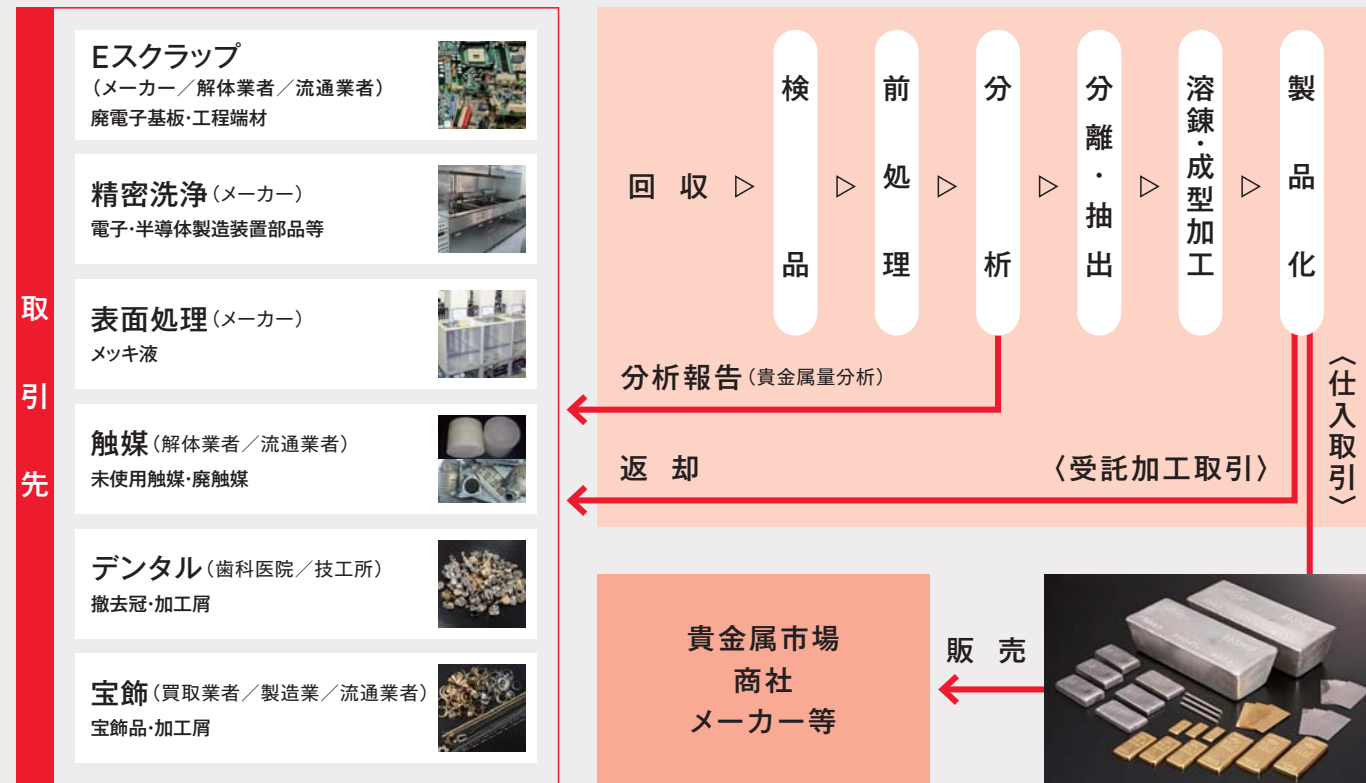 取引先
Eスクラップ
(メーカー/解体業者/流通業者)
廃電子基板・工程端材
精密洗浄(メーカー)
電子・半導体製造装置部品等
表面処理(メーカー)
メッキ液
触媒(解体業者/流通業者)
未使用触媒・廃触媒
デンタル(歯科医院/技工所)
撤去冠・加工屑
宝飾(買取業者/製造業/流通業者)
宝飾品・加工屑
回収 ▷ 検品 ▷ 前処理 ▷ 分析 ▷ 分離・抽出 ▷ 溶錬・成型加工 ▷ 製品化
分析報告(貴金属量分析)
返却
〈受託加工取引〉
〈仕入取引〉
貴金属市場
商社
メーカー等
販売